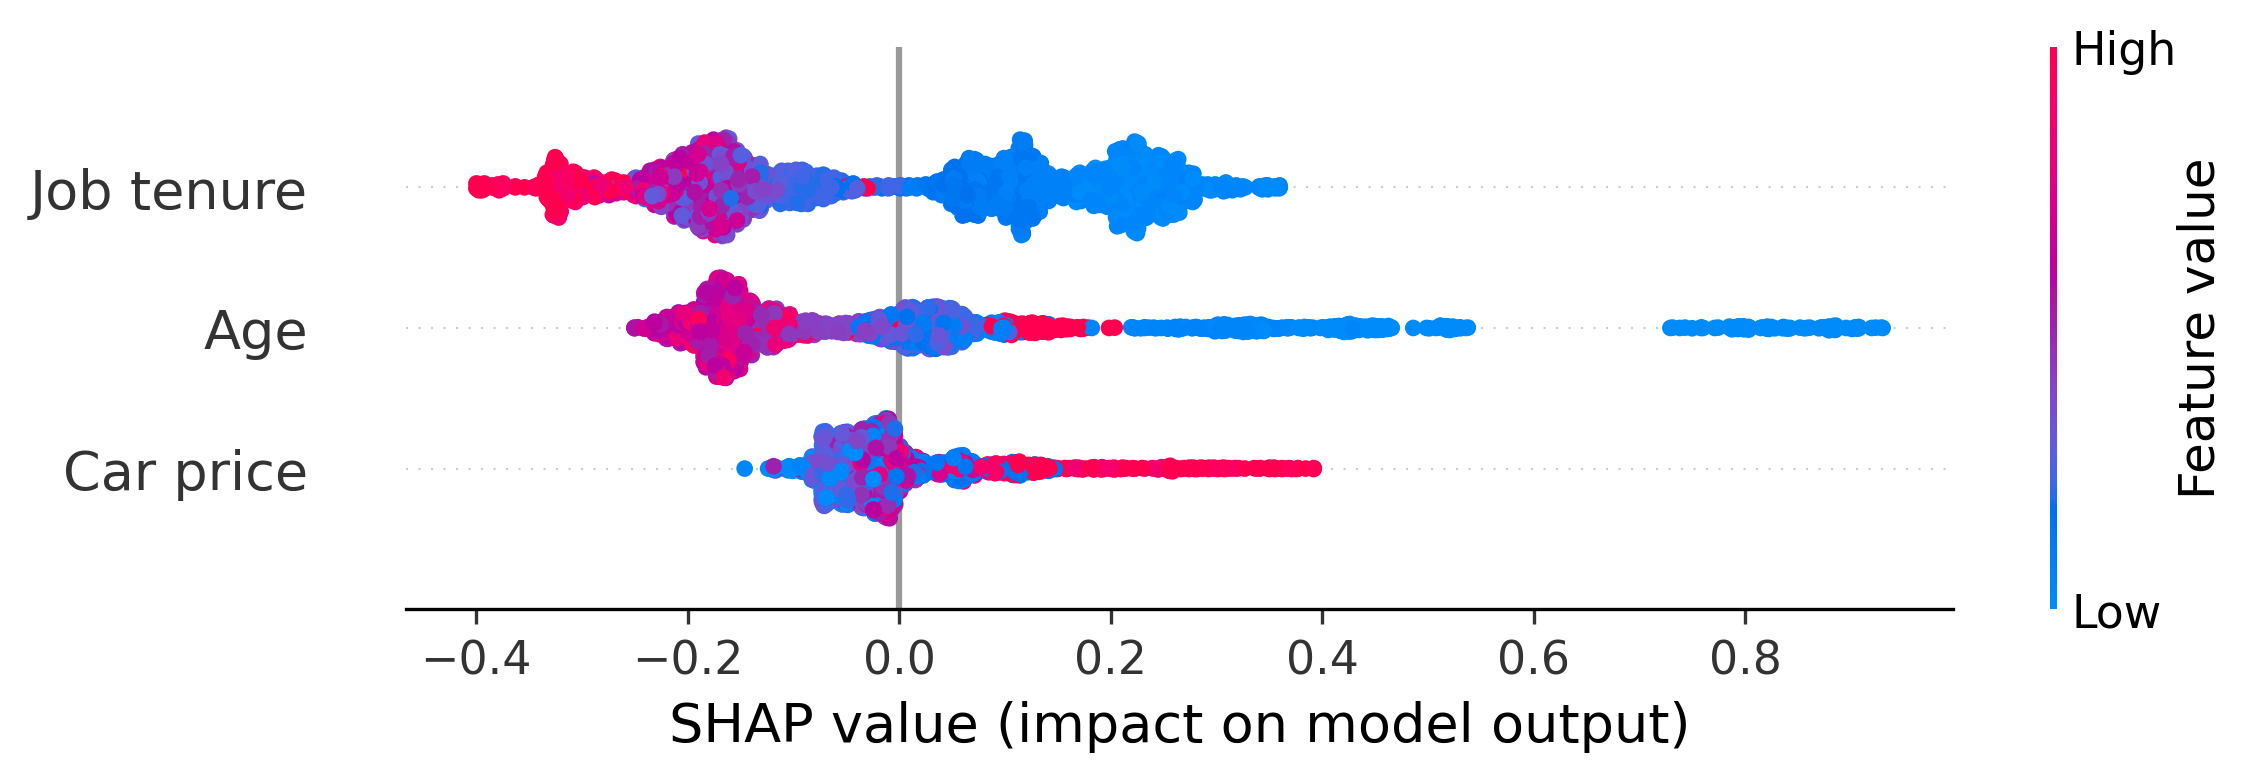 High
Job tenure
Age
Car price
Feature value
Low
−0.4 −0.2 0.0 0.2 0.4 0.6 0.8
SHAP value (impact on model output)